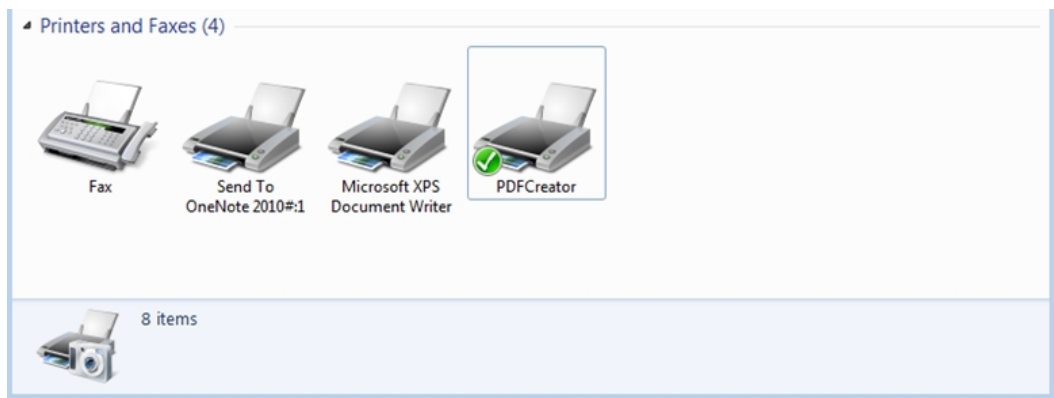 Printers and Faxes (4)
Fax
Send To
OneNote 2010#:1
Microsoft XPS
Document Writer
PDFCreator
8 items